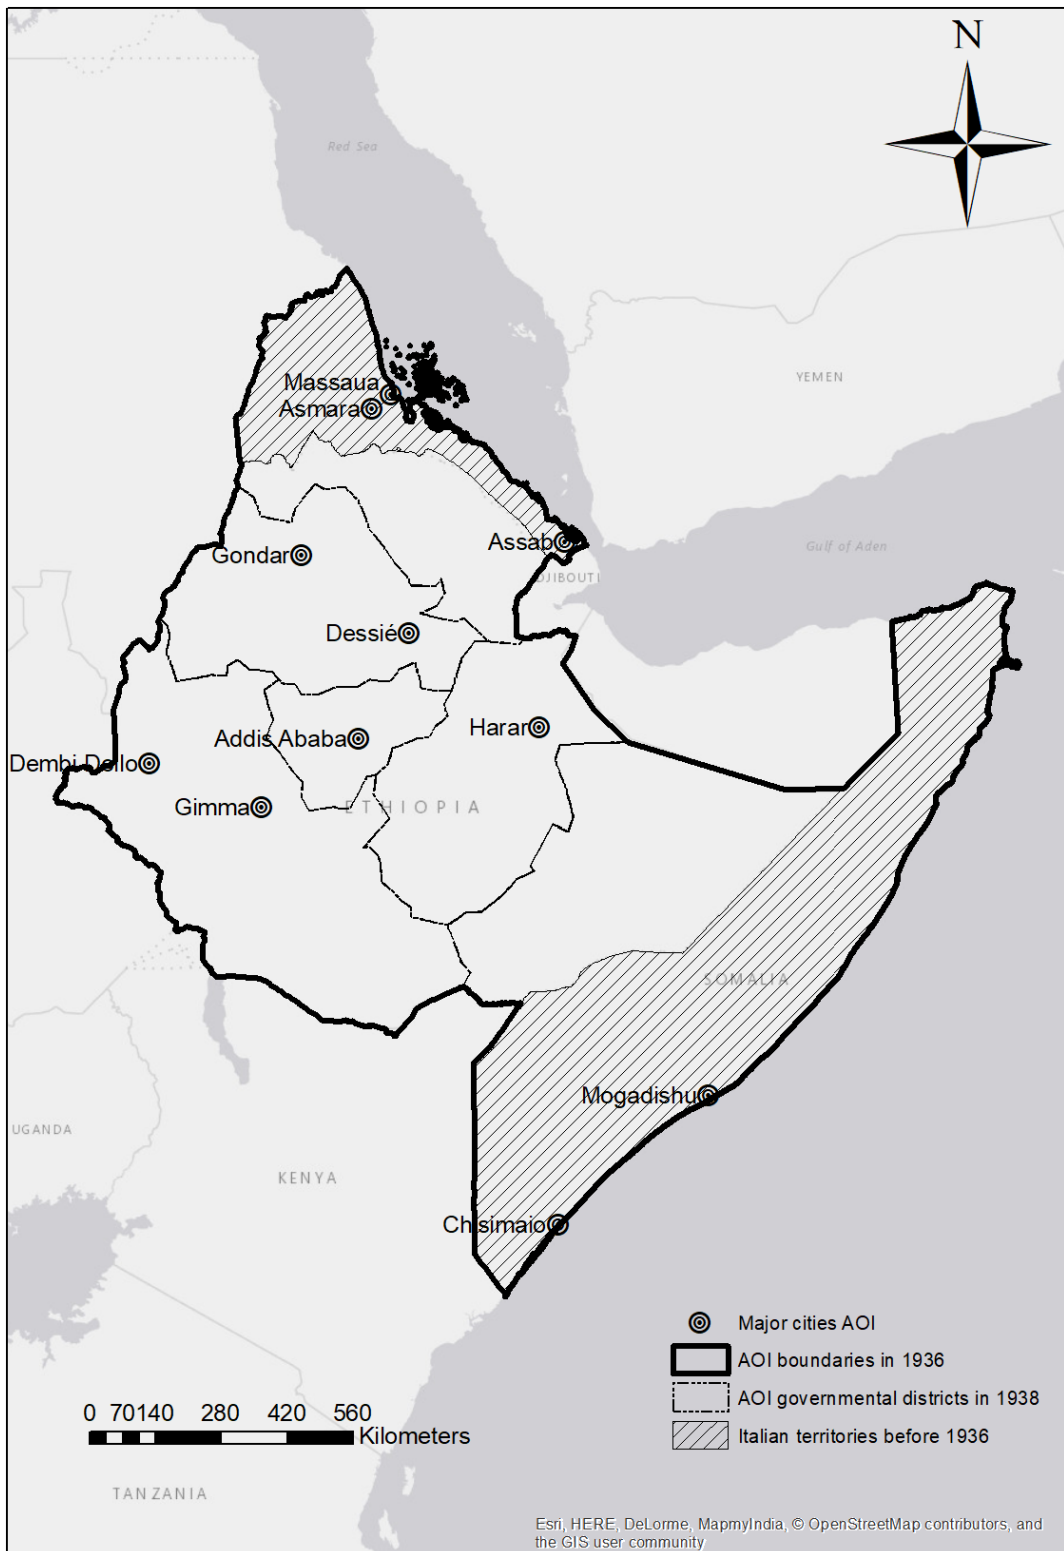 N
Red Sea
Massaua
Asmara
YEMEN
Assab
Gondar
Gulf of Aden
DJIBOUTI
Dessié
Harar
Addis Ababa
Dembi Dollo
Gimma
ETHIOPIA
SOMALIA
Mogadishu
UGANDA
KENYA
Chisimaio
Major cities AOI
AOI boundaries in 1936
AOI governmental districts in 1938
Italian territories before 1936
0 70 140 280 420 560
Kilometers
TANZANIA
Esri, HERE, DeLorme, MapmyIndia, © OpenStreetMap contributors, and
the GIS user community